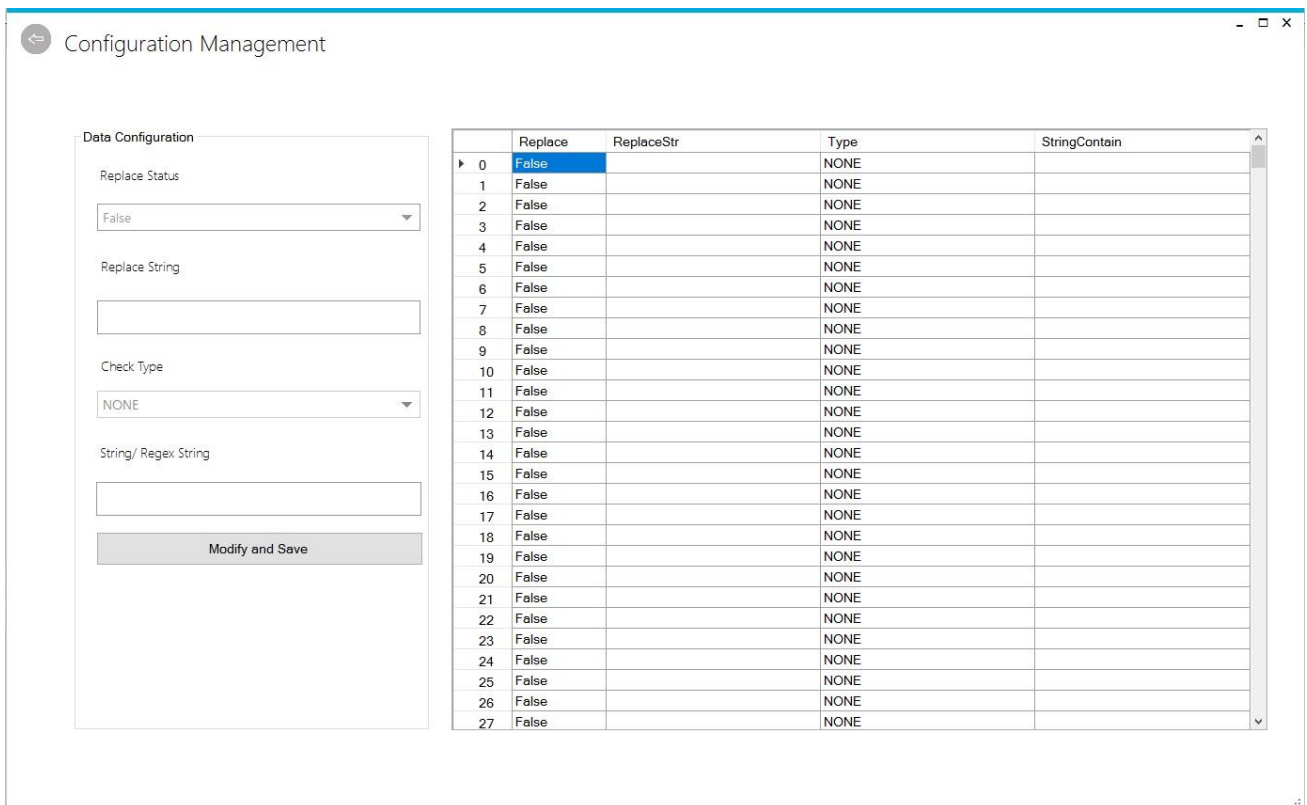 Configuration Management
Data Configuration
Replace Status
False
Replace String
Check Type
NONE
String/ Regex String
Modify and Save
Replace ReplaceStr Type StringContain
0 False NONE
1 False NONE
2 False NONE
3 False NONE
4 False NONE
5 False NONE
6 False NONE
7 False NONE
8 False NONE
9 False NONE
10 False NONE
11 False NONE
12 False NONE
13 False NONE
14 False NONE
15 False NONE
16 False NONE
17 False NONE
18 False NONE
19 False NONE
20 False NONE
21 False NONE
22 False NONE
23 False NONE
24 False NONE
25 False NONE
26 False NONE
27 False NONE